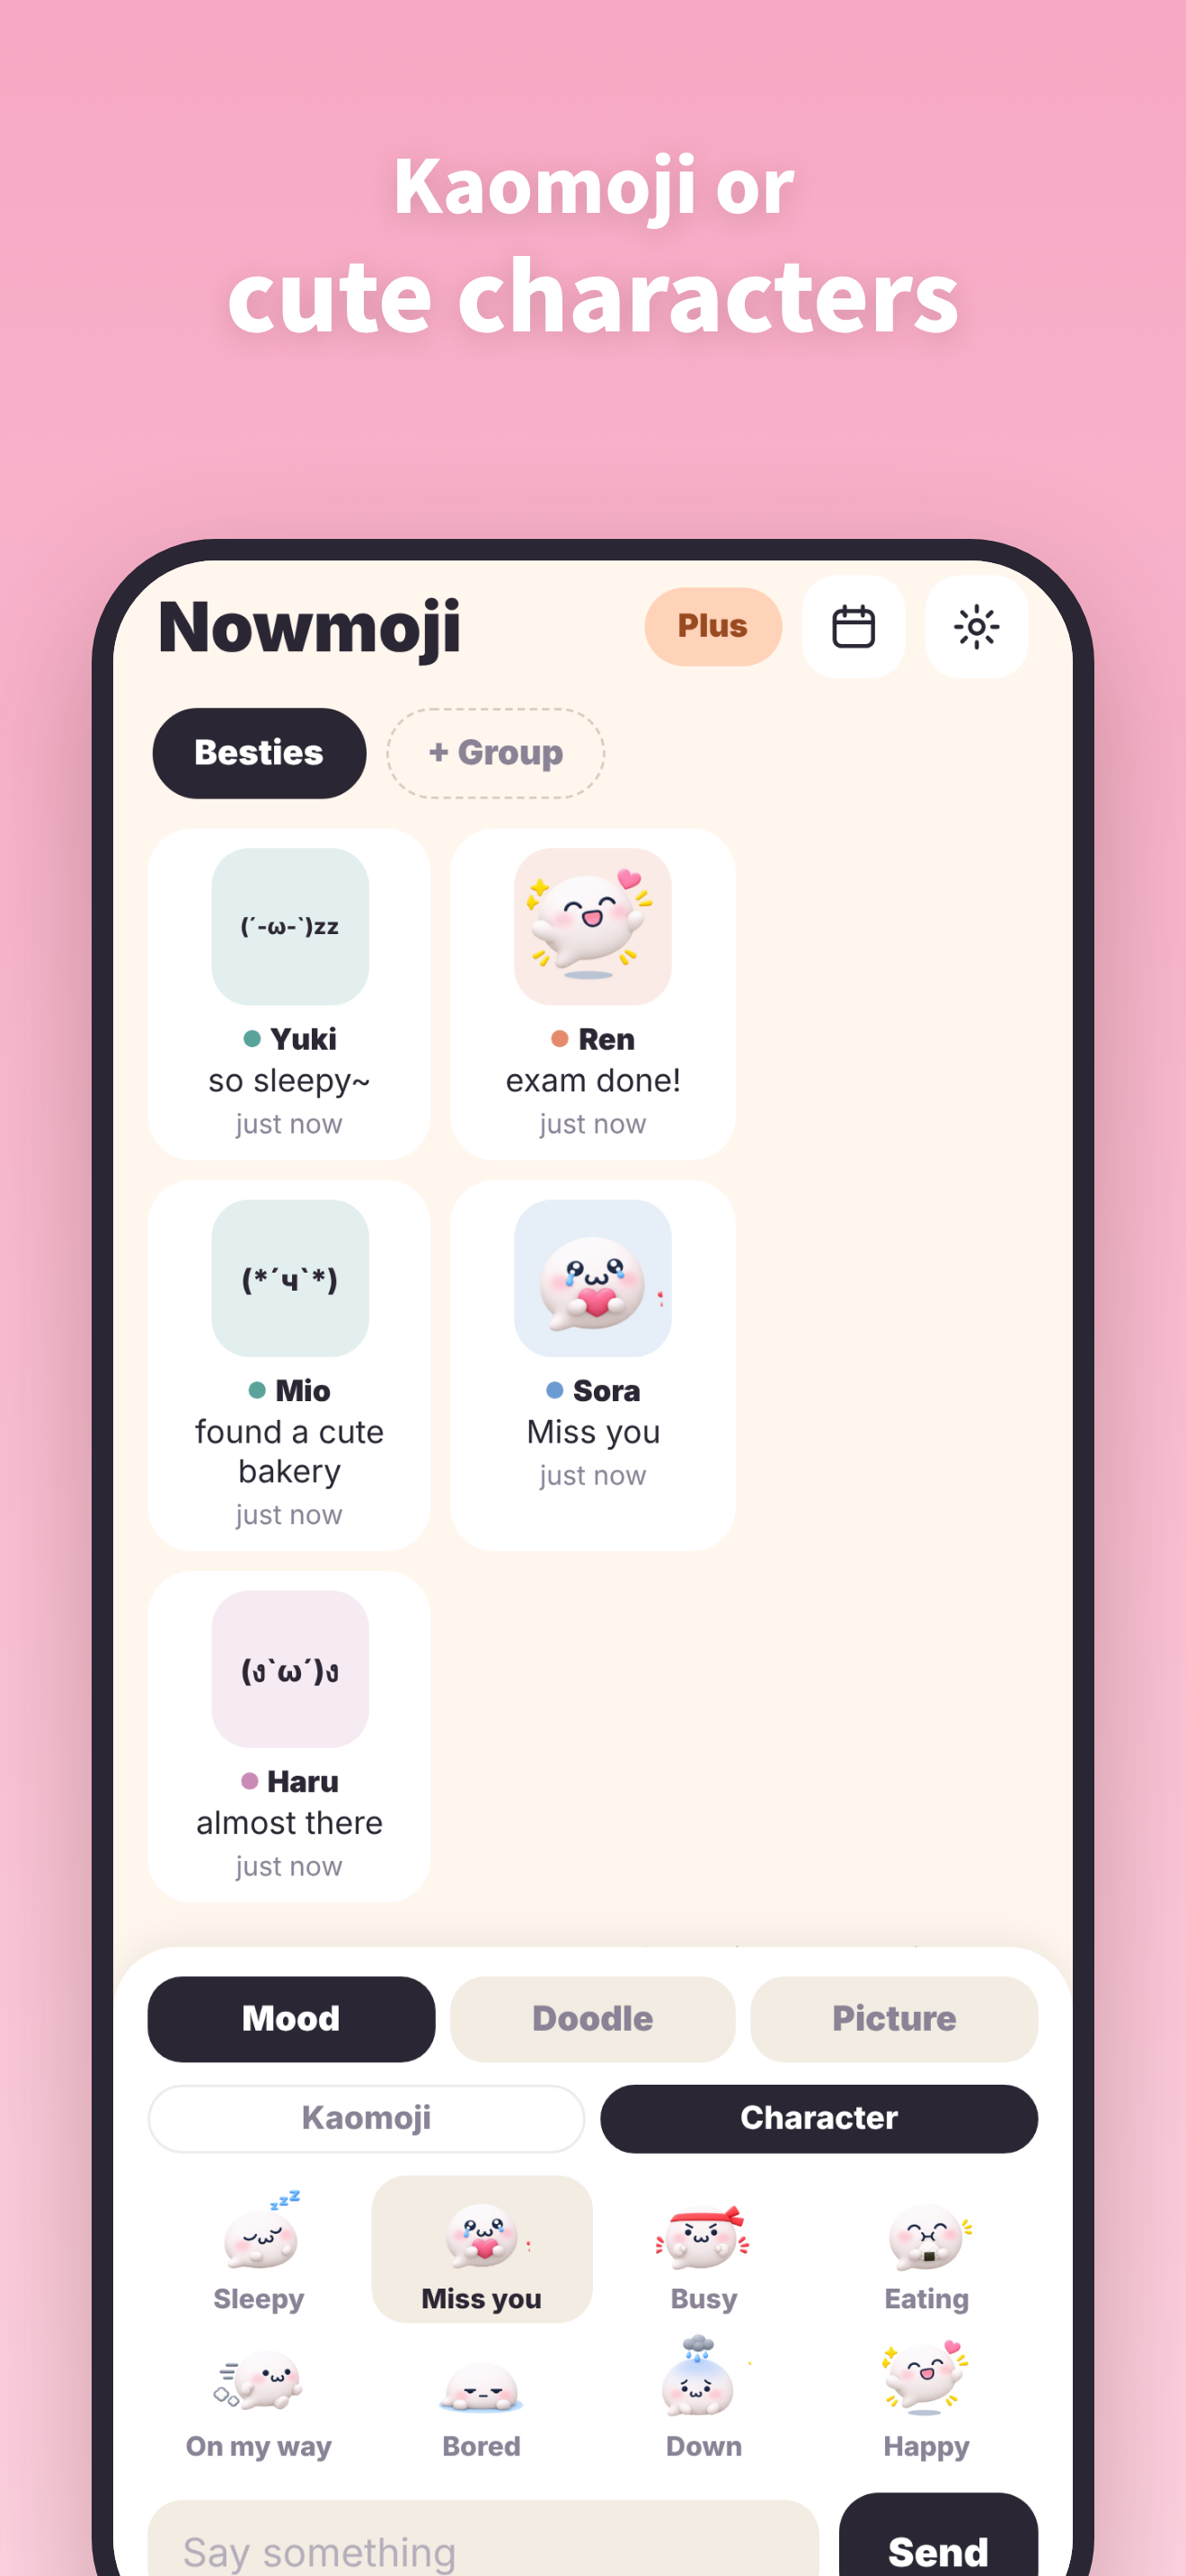 Kaomoji or
cute characters
Nowmoji
Plus
Besties
+ Group
(´-ω-`)zz
Yuki
so sleepy~
just now
Ren
exam done!
just now
(*´ч`*)
Mio
found a cute
bakery
just now
Sora
Miss you
just now
(ง`ω´)ง
Haru
almost there
just now
Mood
Doodle
Picture
Kaomoji
Character
zzz
Sleepy
Miss you
Busy
Eating
On my way
Bored
Down
Happy
Say something
Send